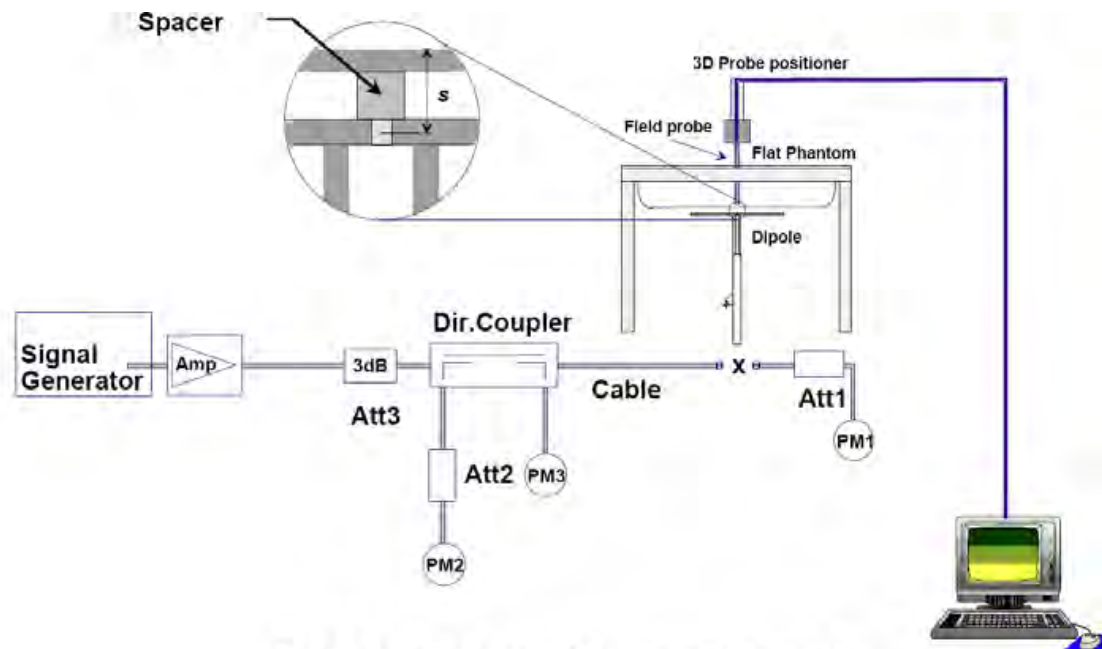 Spacer
s
3D Probe positioner
Field probe
Flat Phantom
Dipole
Signal
Generator
Amp
3dB
Att3
Dir.Coupler
Att2
PM3
PM2
Cable
X
Att1
PM1